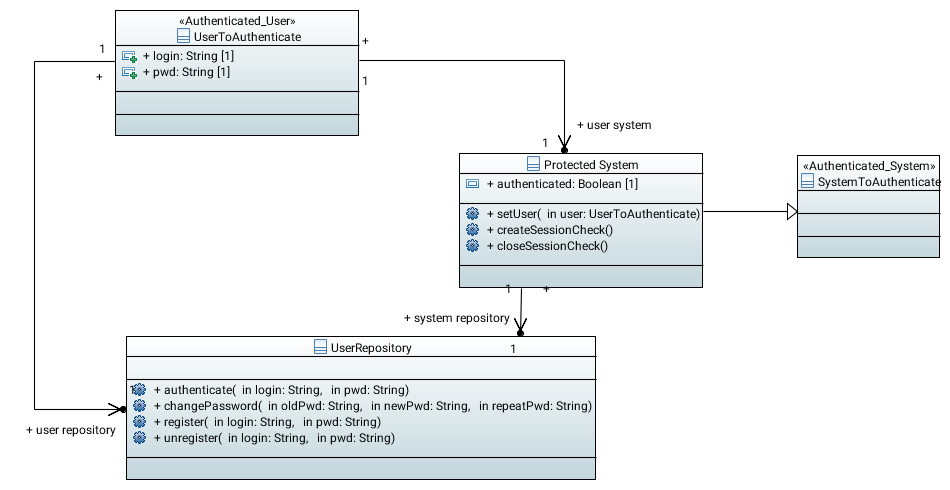 «Authenticated_User»
UserToAuthenticate
+ login: String [1]
+ pwd: String [1]
1
+
+
1
+ user system
1
Protected System
+ authenticated: Boolean [1]
+ setUser( in user: UserToAuthenticate)
+ createSessionCheck()
+ closeSessionCheck()
«Authenticated_System»
SystemToAuthenticate
1
+
+ system repository
1
UserRepository
1
+ authenticate( in login: String, in pwd: String)
+ changePassword( in oldPwd: String, in newPwd: String, in repeatPwd: String)
+ register( in login: String, in pwd: String)
+ unregister( in login: String, in pwd: String)
+ user repository